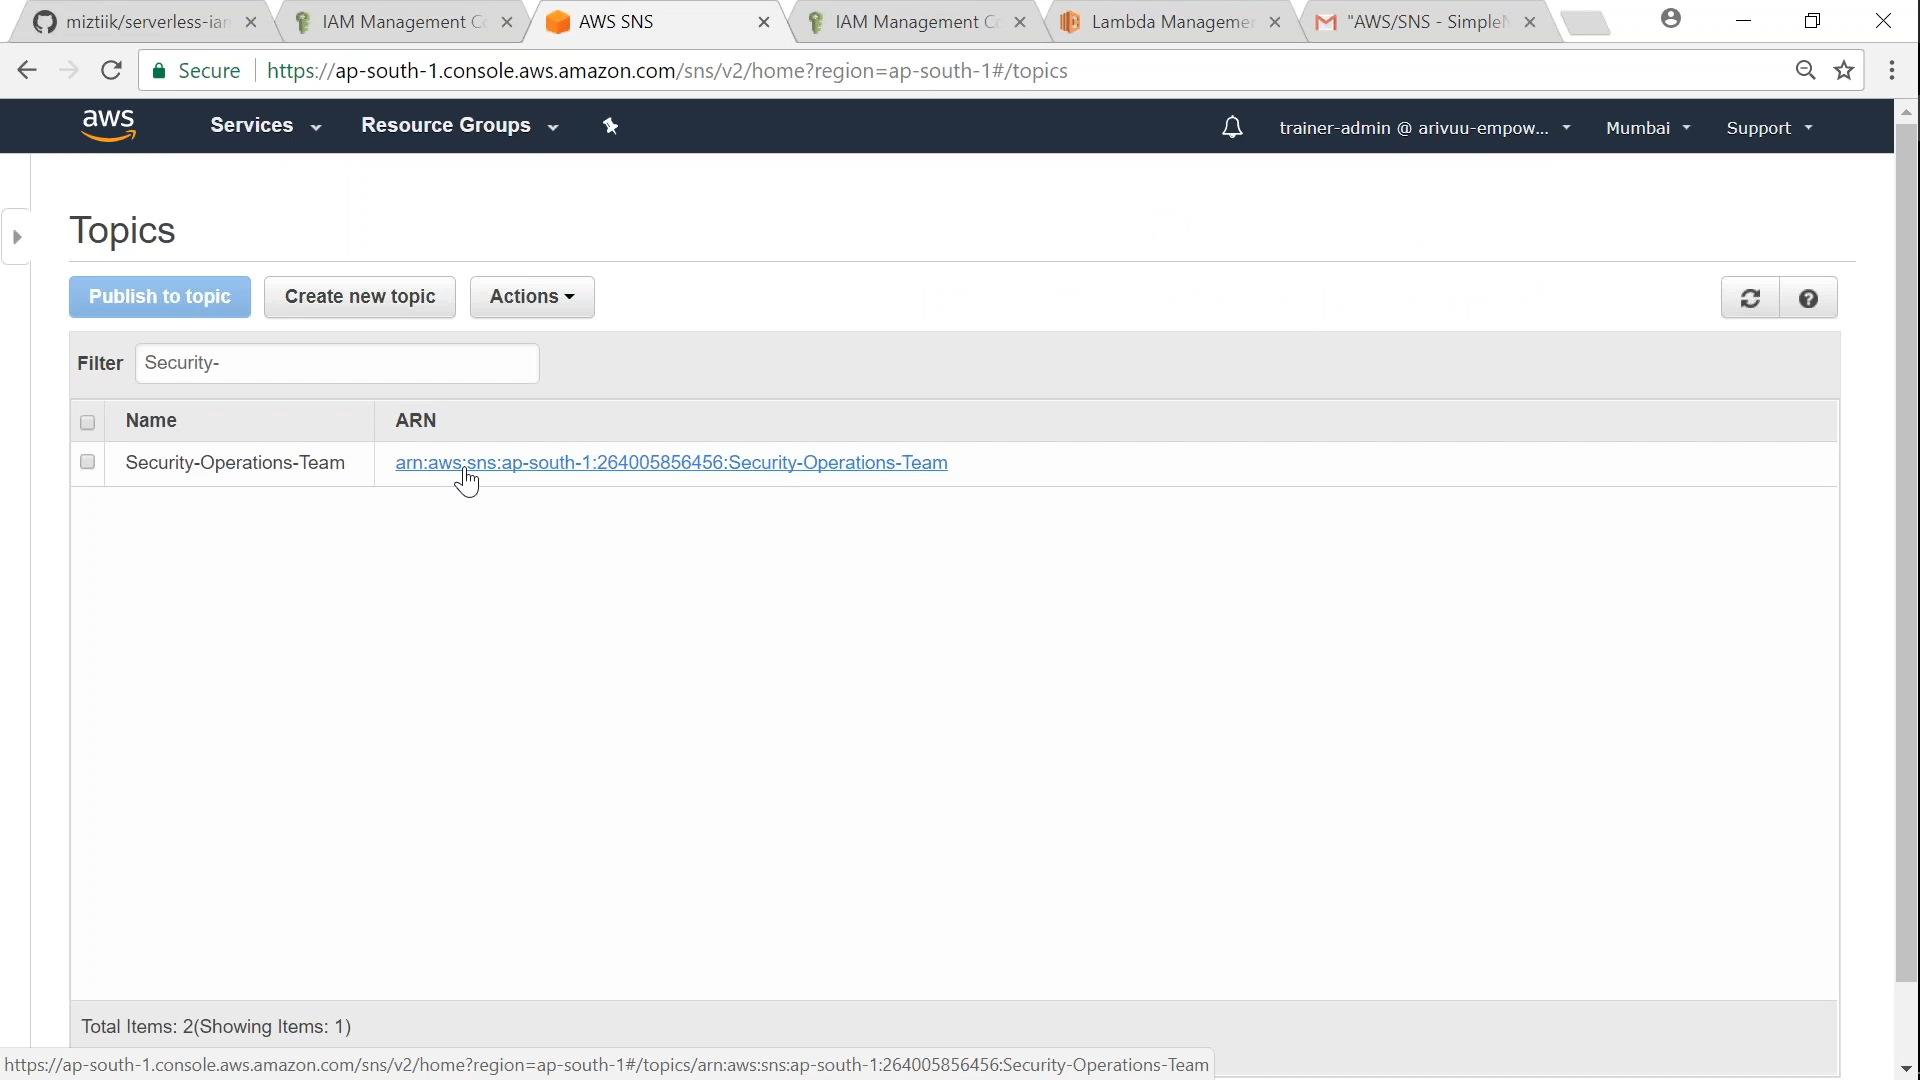 miztiik/serverless-iar
IAM Management Co
AWS SNS
IAM Management Co
Lambda Managemen
"AWS/SNS - SimpleN
Secure
https://ap-south-1.console.aws.amazon.com/sns/v2/home?region=ap-south-1#/topics
aws
Services
Resource Groups
trainer-admin @ arivuu-empow...
Mumbai
Support
Topics
Publish to topic
Create new topic
Actions
Filter
Security-
Name
ARN
Security-Operations-Team
arn:aws:sns:ap-south-1:264005856456:Security-Operations-Team
Total Items: 2(Showing Items: 1)
https://ap-south-1.console.aws.amazon.com/sns/v2/home?region=ap-south-1#/topics/arn:aws:sns:ap-south-1:264005856456:Security-Operations-Team